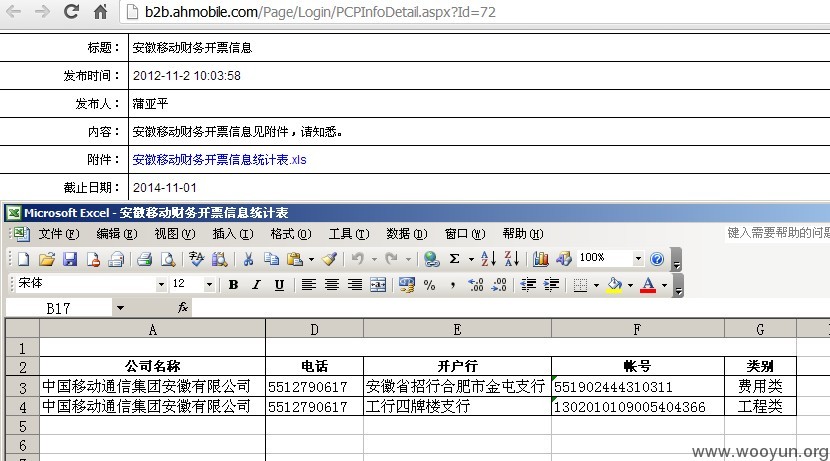 b2b.ahmobile.com/Page/Login/PCPInfoDetail.aspx?Id=72
标题： 安徽移动财务开票信息
发布时间： 2012-11-2 10:03:58
发布人： 蒲亚平
内容： 安徽移动财务开票信息见附件，请知悉。
附件： 安徽移动财务开票信息统计表.xls
截止日期： 2014-11-01
Microsoft Excel - 安徽移动财务开票信息统计表
文件(F) 编辑(E) 视图(V) 插入(I) 格式(O) 工具(T) 数据(D) 窗口(W) 帮助(H) 键入需要帮助的问题
100%
宋体 12 B I U
B17 fx
A D E F G
1
2 公司名称 电话 开户行 帐号 类别
3 中国移动通信集团安徽有限公司 5512790617 安徽省招行合肥市金屯支行 551902444310311 费用类
4 中国移动通信集团安徽有限公司 5512790617 工行四牌楼支行 1302010109005404366 工程类
5
6
www.wooyun.org